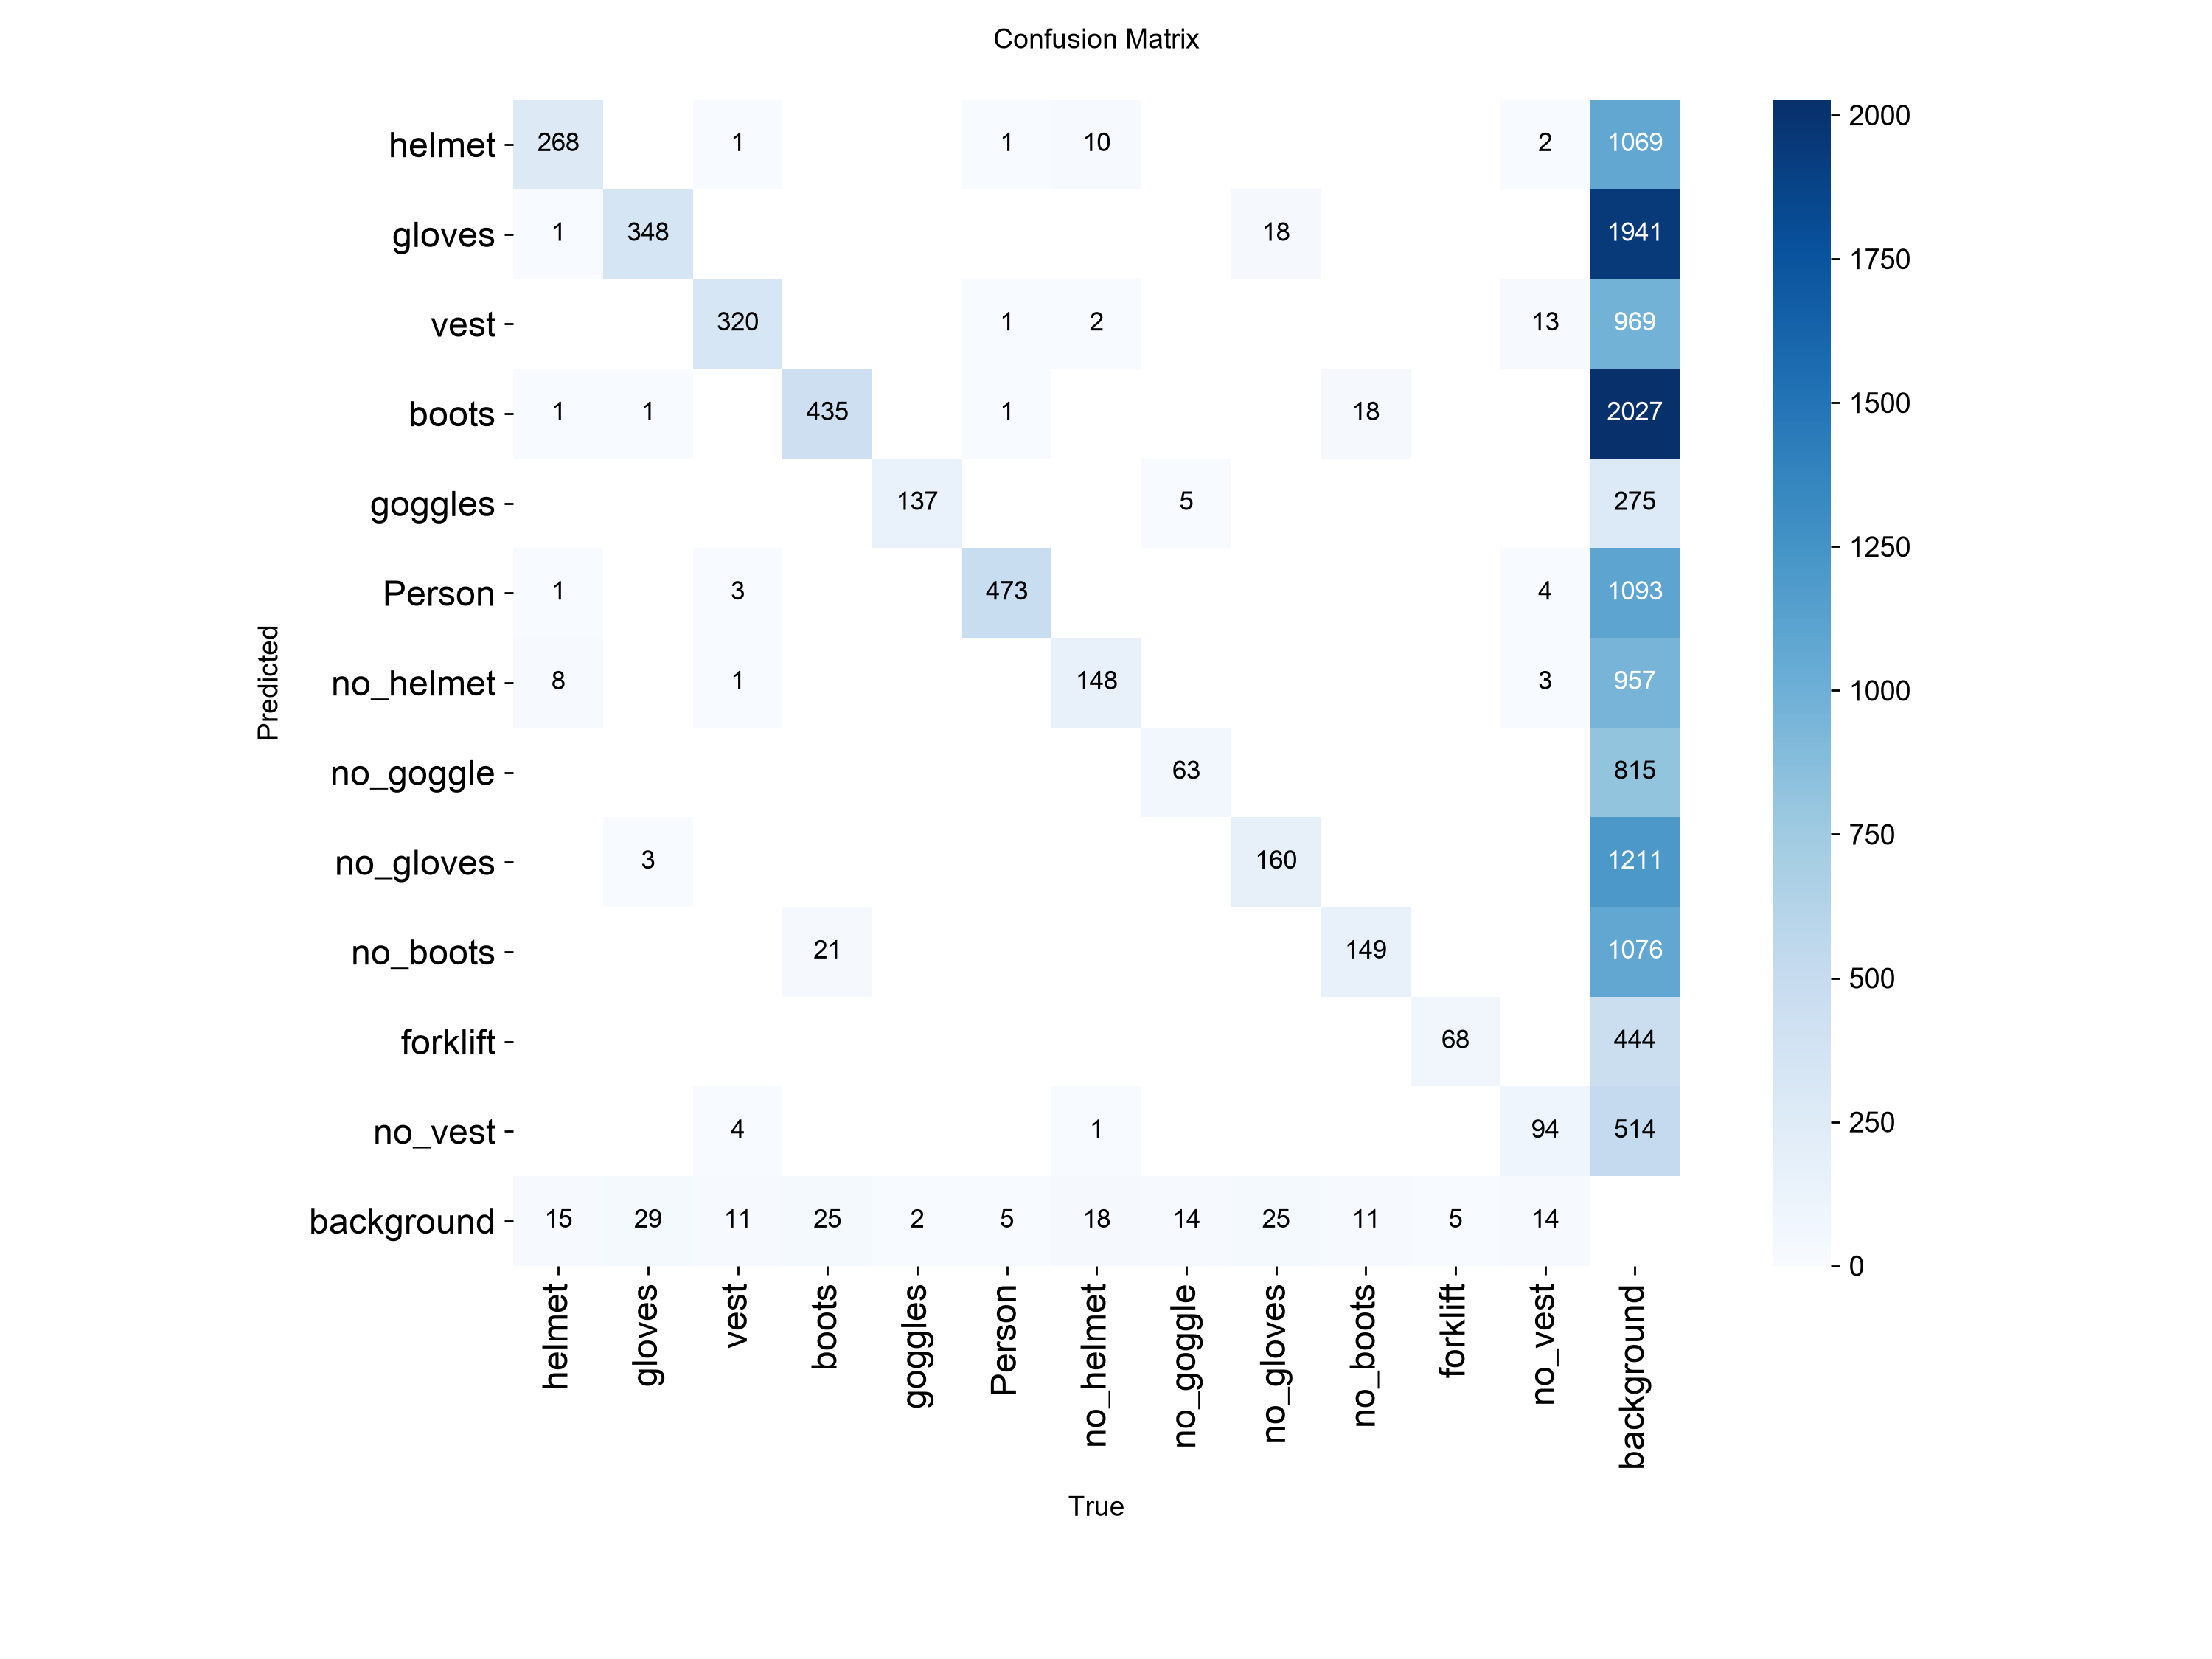 Confusion Matrix
helmet 268 1 1 10 2 1069
gloves 1 348 18 1941
vest 320 1 2 13 969
boots 1 1 435 1 18 2027
goggles 137 5 275
Person 1 3 473 4 1093
no_helmet 8 1 148 3 957
no_goggle 63 815
no_gloves 3 160 1211
no_boots 21 149 1076
forklift 68 444
no_vest 4 1 94 514
background 15 29 11 25 2 5 18 14 25 11 5 14
helmet gloves vest boots goggles Person no_helmet no_goggle no_gloves no_boots forklift no_vest background
True
Predicted
2000
1750
1500
1250
1000
750
500
250
0